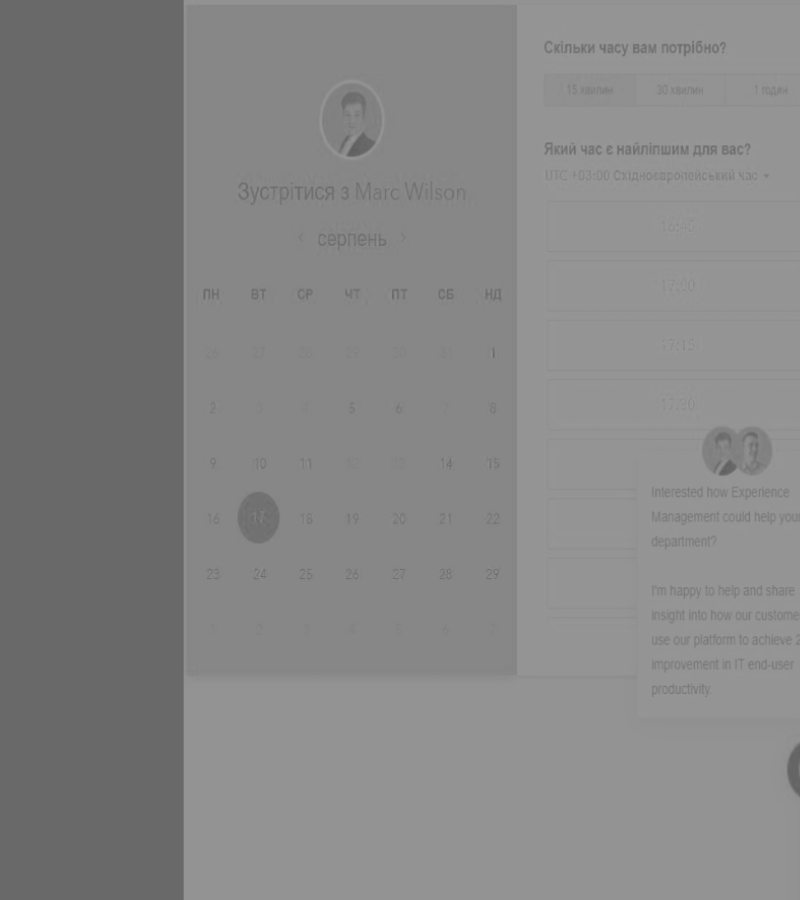 Зустрітися з Marc Wilson
серпень
ПН ВТ СР ЧТ ПТ СБ НД
26 27 28 29 30 31 1
2 3 4 5 6 7 8
9 10 11 12 13 14 15
16 17 18 19 20 21 22
23 24 25 26 27 28 29
1 2 3 4 5 6 7
Скільки часу вам потрібно?
15 хвилин 30 хвилин 1 годин
Який час є найліпшим для вас?
UTC +03:00 Східноєвропейський час
16:45
17:00
17:15
17:30
Interested how Experience
Management could help your
department?
I'm happy to help and share
insight into how our custome
use our platform to achieve 2
improvement in IT end-user
productivity.